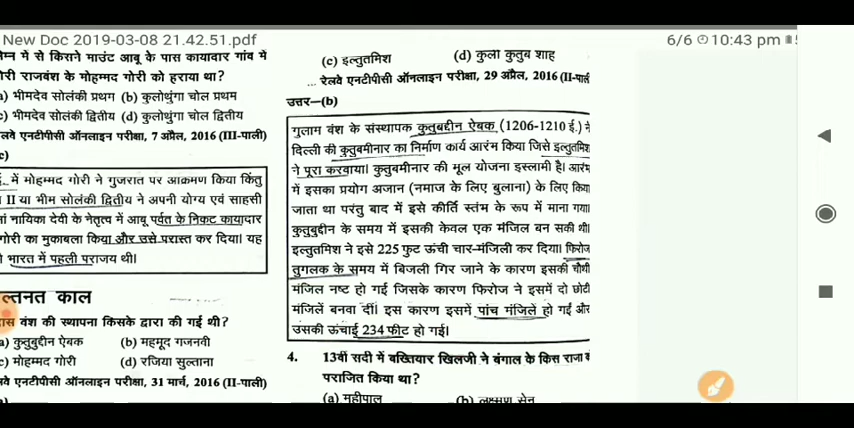 New Doc 2019-03-08 21.42.51.pdf
6/6
10:43 pm
में से किसने माउंट आबू के पास कायादार गांव में
राजवंश के मोहम्मद गोरी को हराया था?
भीमदेव सोलंकी प्रथम (b) कुलोथुंगा चोल प्रथम
भीमदेव सोलंकी द्वितीय (d) कुलोथुंगा चोल द्वितीय
एनटीपीसी ऑनलाइन परीक्षा, 7 अप्रैल, 2016 (III-पाली)
में मोहम्मद गोरी ने गुजरात पर आक्रमण किया किंतु
II या भीम सोलंकी द्वितीय ने अपनी योग्य एवं साहसी
नायिका देवी के नेतृत्व में आबू पर्वत के निकट कायादार
गोरी का मुकाबला किया और उसे परास्त कर दिया। यह
भारत में पहली पराजय थी।
काल
वंश की स्थापना किसके द्वारा की गई थी?
कुतुबुद्दीन ऐबक (b) महमूद गजनवी
मोहम्मद गोरी (d) रजिया सुल्ताना
एनटीपीसी ऑनलाइन परीक्षा, 31 मार्च, 2016 (II-पाली)
(c) इल्तुतमिश (d) कुला कुतुब शाह
रेलवे एनटीपीसी ऑनलाइन परीक्षा, 29 अप्रैल, 2016 (II-पाली
उत्तर—(b)
गुलाम वंश के संस्थापक कुतुबद्दीन ऐबक (1206-1210 ई.) ने
दिल्ली की कुतुबमीनार का निर्माण कार्य आरंभ किया जिसे इल्तुतमिश
ने पूरा करवाया। कुतुबमीनार की मूल योजना इस्लामी है। आरंभ
में इसका प्रयोग अजान (नमाज के लिए बुलाना) के लिए किया
जाता था परंतु बाद में इसे कीर्ति स्तंभ के रूप में माना गया।
कुतुबुद्दीन के समय में इसकी केवल एक मंजिल बन सकी थी।
इल्तुतमिश ने इसे 225 फुट ऊंची चार-मंजिली कर दिया। फिरोज
तुगलक के समय में बिजली गिर जाने के कारण इसकी चौथी
मंजिल नष्ट हो गई जिसके कारण फिरोज ने इसमें दो छोटी
मंजिलें बनवा दीं। इस कारण इसमें पांच मंजिलें हो गईं और
उसकी ऊंचाई 234 फीट हो गई।
4. 13वीं सदी में बख्तियार खिलजी ने बंगाल के किस राजा
पराजित किया था?
(a) महीपाल (b) लक्ष्मण सेन